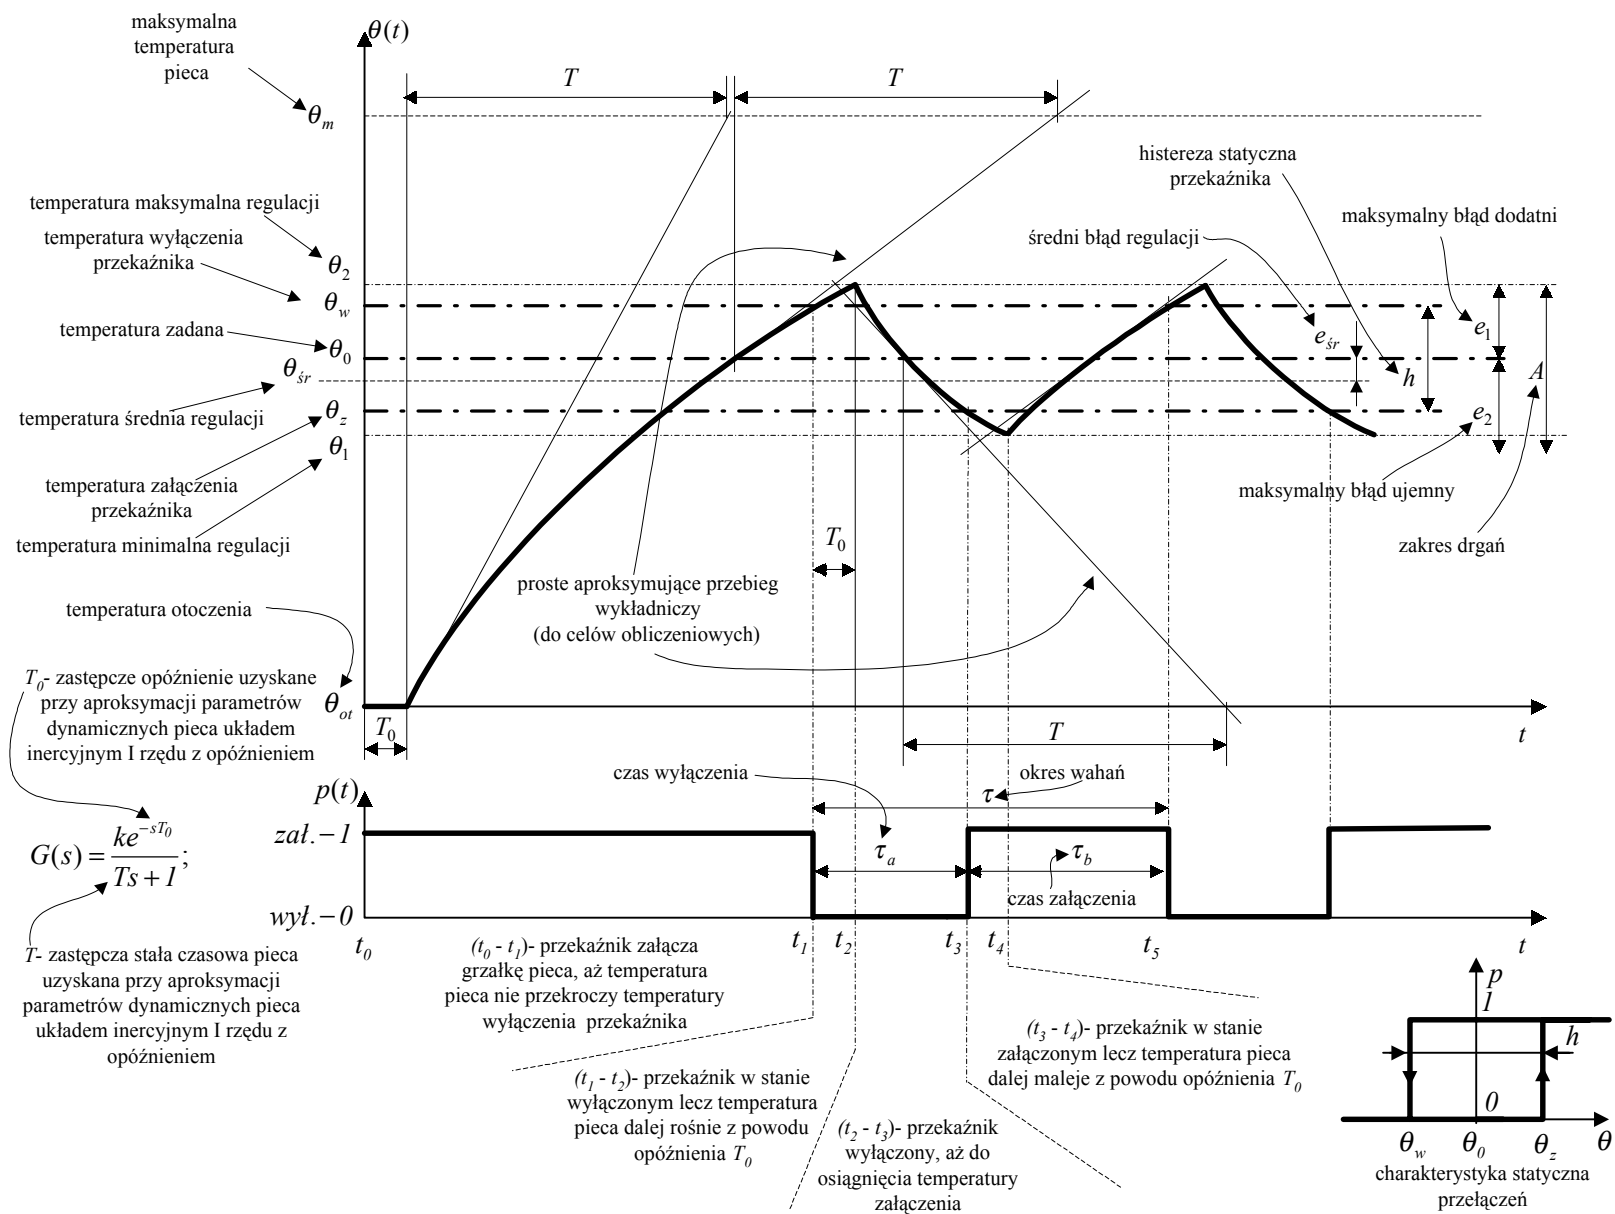 maksymalna
temperatura
pieca
θ(t)
T
T
θm
histereza statyczna
przekaźnika
temperatura maksymalna regulacji
maksymalny błąd dodatni
temperatura wyłączenia
przekaźnika
średni błąd regulacji
θ2
θw
temperatura zadana
θ0
eśr
e1
θśr
h
A
temperatura średnia regulacji
θz
e2
θ1
temperatura załączenia
przekaźnika
maksymalny błąd ujemny
temperatura minimalna regulacji
zakres drgań
T0
proste aproksymujące przebieg
wykładniczy
(do celów obliczeniowych)
temperatura otoczenia
T0- zastępcze opóźnienie uzyskane
przy aproksymacji parametrów
dynamicznych pieca układem
inercyjnym I rzędu z opóźnieniem
θot
T0
T
t
czas wyłączenia
okres wahań
p(t)
τ
zał.−1
τa
τb
G(s) = ke^−sT0 / Ts + 1;
czas załączenia
wył.−0
t0
t1
t2
t3
t4
t5
t
T- zastępcza stała czasowa pieca
uzyskana przy aproksymacji
parametrów dynamicznych pieca
układem inercyjnym I rzędu z
opóźnieniem
(t0 - t1)- przekaźnik załącza
grzałkę pieca, aż temperatura
pieca nie przekroczy temperatury
wyłączenia przekaźnika
(t1 - t2)- przekaźnik w stanie
wyłączonym lecz temperatura
pieca dalej rośnie z powodu
opóźnienia T0
(t2 - t3)- przekaźnik
wyłączony, aż do
osiągnięcia temperatury
załączenia
(t3 - t4)- przekaźnik w stanie
załączonym lecz temperatura pieca
dalej maleje z powodu opóźnienia T0
p
1
h
0
θw
θ0
θz
θ
charakterystyka statyczna
przełączeń